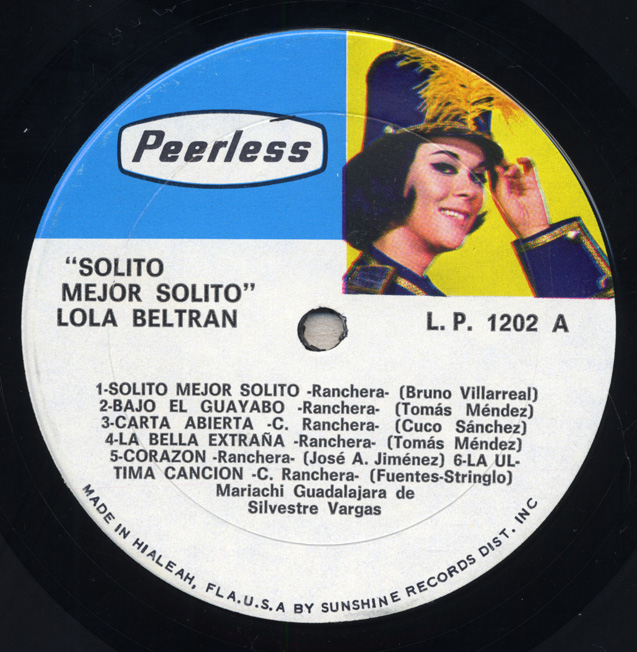 Peerless
"SOLITO
MEJOR SOLITO"
LOLA BELTRAN
L. P. 1202 A
1-SOLITO MEJOR SOLITO -Ranchera- (Bruno Villarreal)
2-BAJO EL GUAYABO -Ranchera- (Tomás Méndez)
3-CARTA ABIERTA -C. Ranchera- (Cuco Sánchez)
4-LA BELLA EXTRAÑA -Ranchera- (Tomás Méndez)
5-CORAZON -Ranchera- (José A. Jiménez) 6-LA UL-
TIMA CANCION -C. Ranchera- (Fuentes-Stringlo)
Mariachi Guadalajara de
Silvestre Vargas
MADE IN HIALEAH, FLA.U.S.A BY SUNSHINE RECORDS DIST. INC